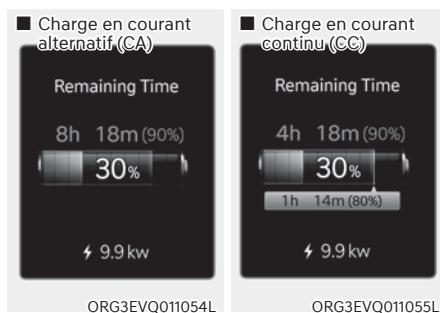 ■ Charge en courant
alternatif (CA)
Remaining Time
8h 18m (90%)
30%
9.9 kw
ORG3EVQ011054L
■ Charge en courant
continu (CC)
Remaining Time
4h 18m (90%)
30%
1h 14m (80%)
9.9 kw
ORG3EVQ011055L